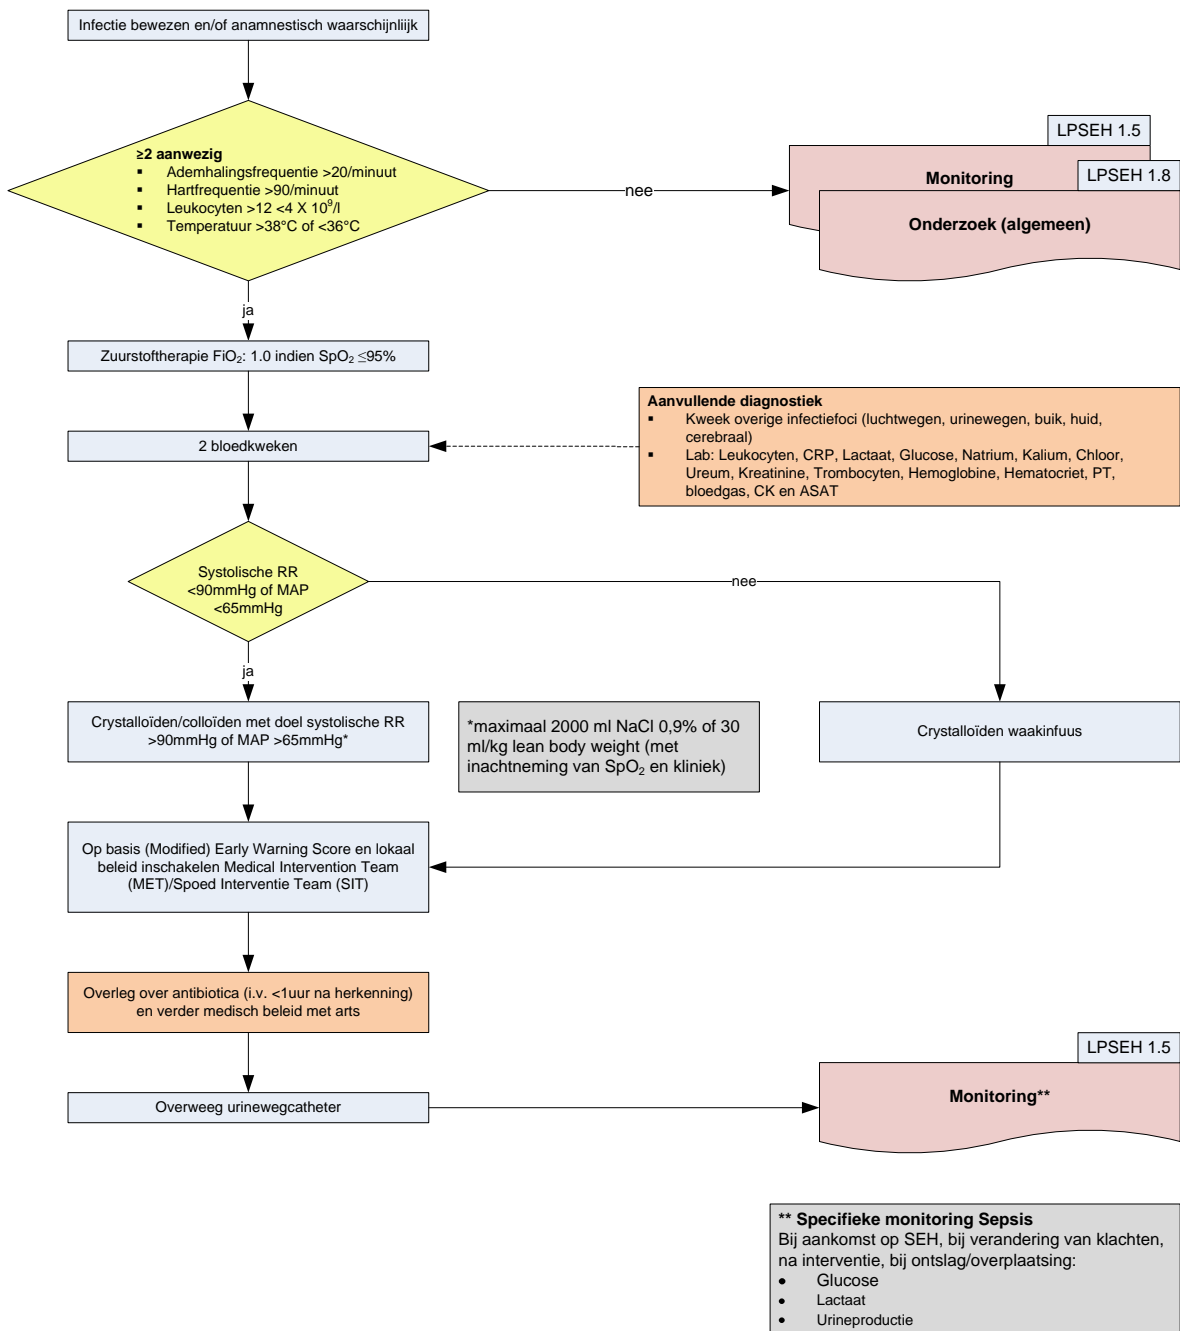 Infectie bewezen en/of anamnestisch waarschijnliijk
≥2 aanwezig
▪ Ademhalingsfrequentie >20/minuut
▪ Hartfrequentie >90/minuut
▪ Leukocyten >12 <4 X 10⁹/l
▪ Temperatuur >38°C of <36°C
nee
LPSEH 1.5
Monitoring
LPSEH 1.8
Onderzoek (algemeen)
ja
Zuurstoftherapie FiO₂: 1.0 indien SpO₂ ≤95%
Aanvullende diagnostiek
▪ Kweek overige infectiefoci (luchtwegen, urinewegen, buik, huid,
cerebraal)
▪ Lab: Leukocyten, CRP, Lactaat, Glucose, Natrium, Kalium, Chloor,
Ureum, Kreatinine, Trombocyten, Hemoglobine, Hematocriet, PT,
bloedgas, CK en ASAT
2 bloedkweken
Systolische RR
<90mmHg of MAP
<65mmHg
nee
ja
Crystalloïden/colloïden met doel systolische RR
>90mmHg of MAP >65mmHg*
*maximaal 2000 ml NaCl 0,9% of 30
ml/kg lean body weight (met
inachtneming van SpO₂ en kliniek)
Crystalloïden waakinfuus
Op basis (Modified) Early Warning Score en lokaal
beleid inschakelen Medical Intervention Team
(MET)/Spoed Interventie Team (SIT)
Overleg over antibiotica (i.v. <1uur na herkenning)
en verder medisch beleid met arts
Overweeg urinewegcatheter
LPSEH 1.5
Monitoring**
** Specifieke monitoring Sepsis
Bij aankomst op SEH, bij verandering van klachten,
na interventie, bij ontslag/overplaatsing:
• Glucose
• Lactaat
• Urineproductie